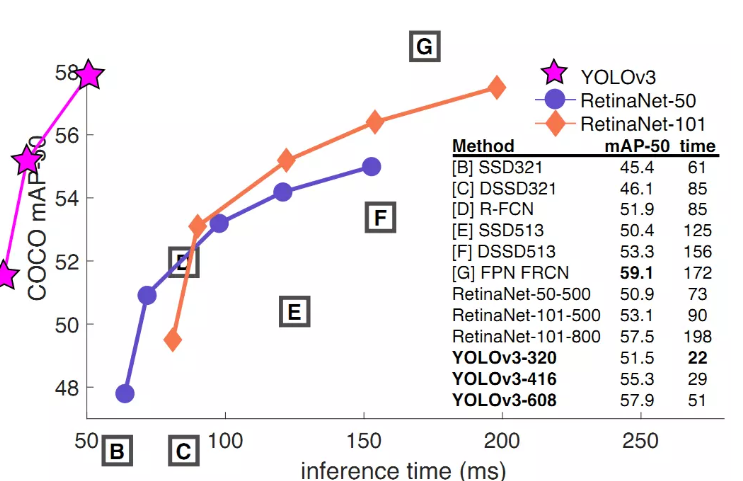 G
58
56
54
52
50
48
COCO mAP-50
D
E
F
B
C
50 100 150 200 250
inference time (ms)
YOLOv3
RetinaNet-50
RetinaNet-101
Method mAP-50 time
[B] SSD321 45.4 61
[C] DSSD321 46.1 85
[D] R-FCN 51.9 85
[E] SSD513 50.4 125
[F] DSSD513 53.3 156
[G] FPN FRCN 59.1 172
RetinaNet-50-500 50.9 73
RetinaNet-101-500 53.1 90
RetinaNet-101-800 57.5 198
YOLOv3-320 51.5 22
YOLOv3-416 55.3 29
YOLOv3-608 57.9 51